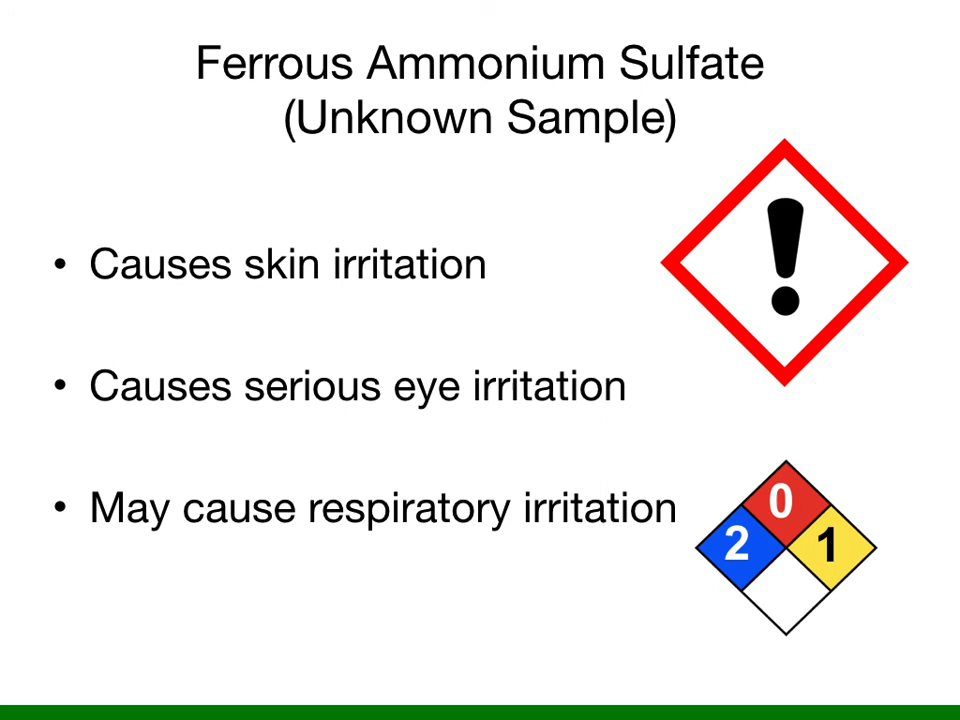 Ferrous Ammonium Sulfate
(Unknown Sample)
• Causes skin irritation
• Causes serious eye irritation
• May cause respiratory irritation
!
0
2
1